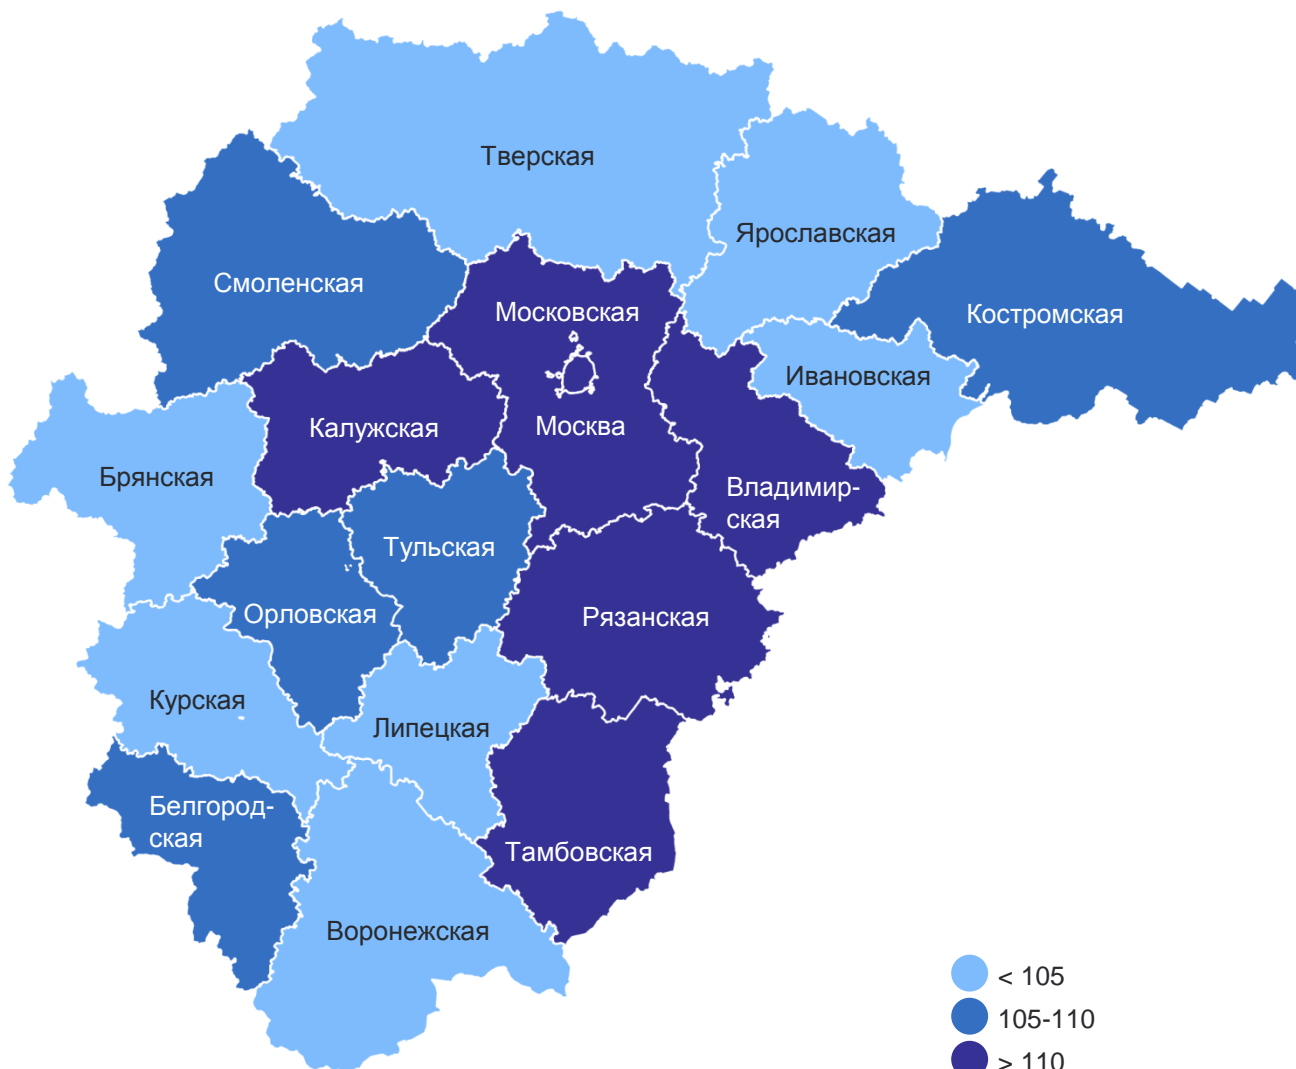 Тверская
Ярославская
Смоленская
Московская
Костромская
Ивановская
Калужская
Москва
Брянская
Владимир-
ская
Тульская
Орловская
Рязанская
Курская
Липецкая
Белгород-
ская
Тамбовская
Воронежская
< 105
105-110
> 110